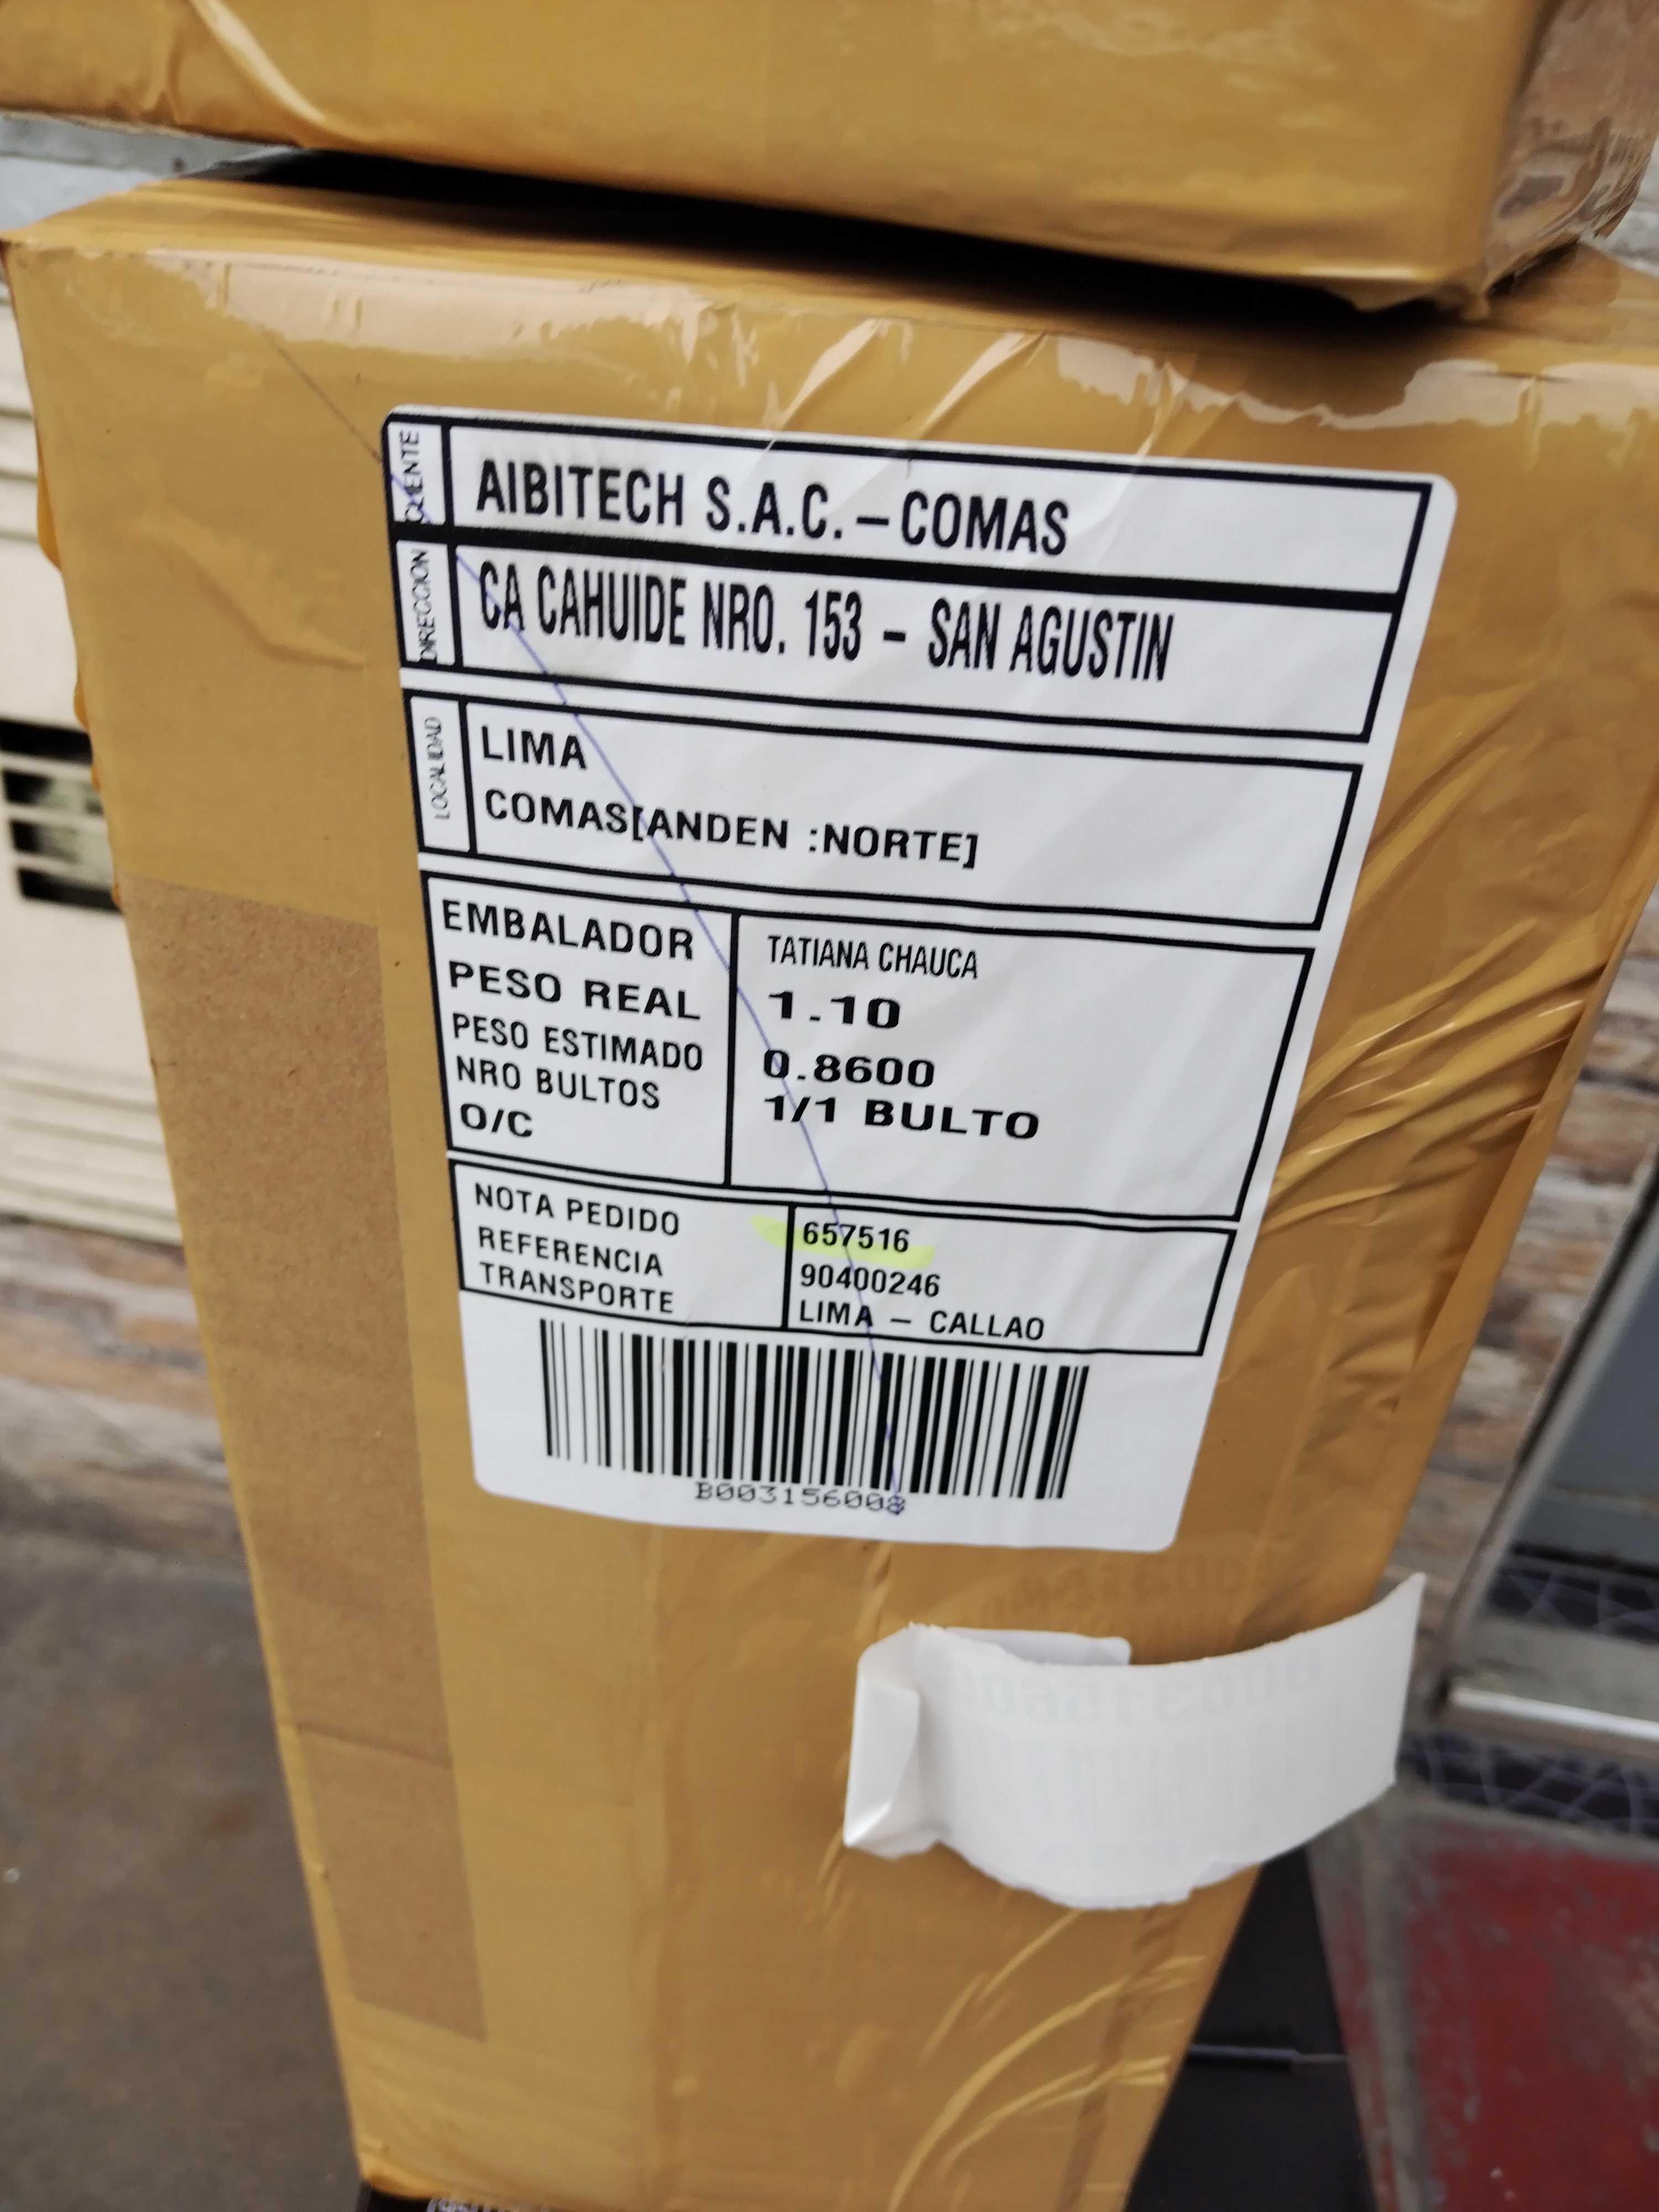 CLIENTE
AIBITECH S.A.C. – COMAS
DIRECCION
CA CAHUIDE NRO. 153 – SAN AGUSTIN
LOCALIDAD
LIMA
COMAS[ANDEN :NORTE]
EMBALADOR TATIANA CHAUCA
PESO REAL 1.10
PESO ESTIMADO 0.8600
NRO BULTOS 1/1 BULTO
O/C
NOTA PEDIDO 657516
REFERENCIA 90400246
TRANSPORTE LIMA – CALLAO
B003156008